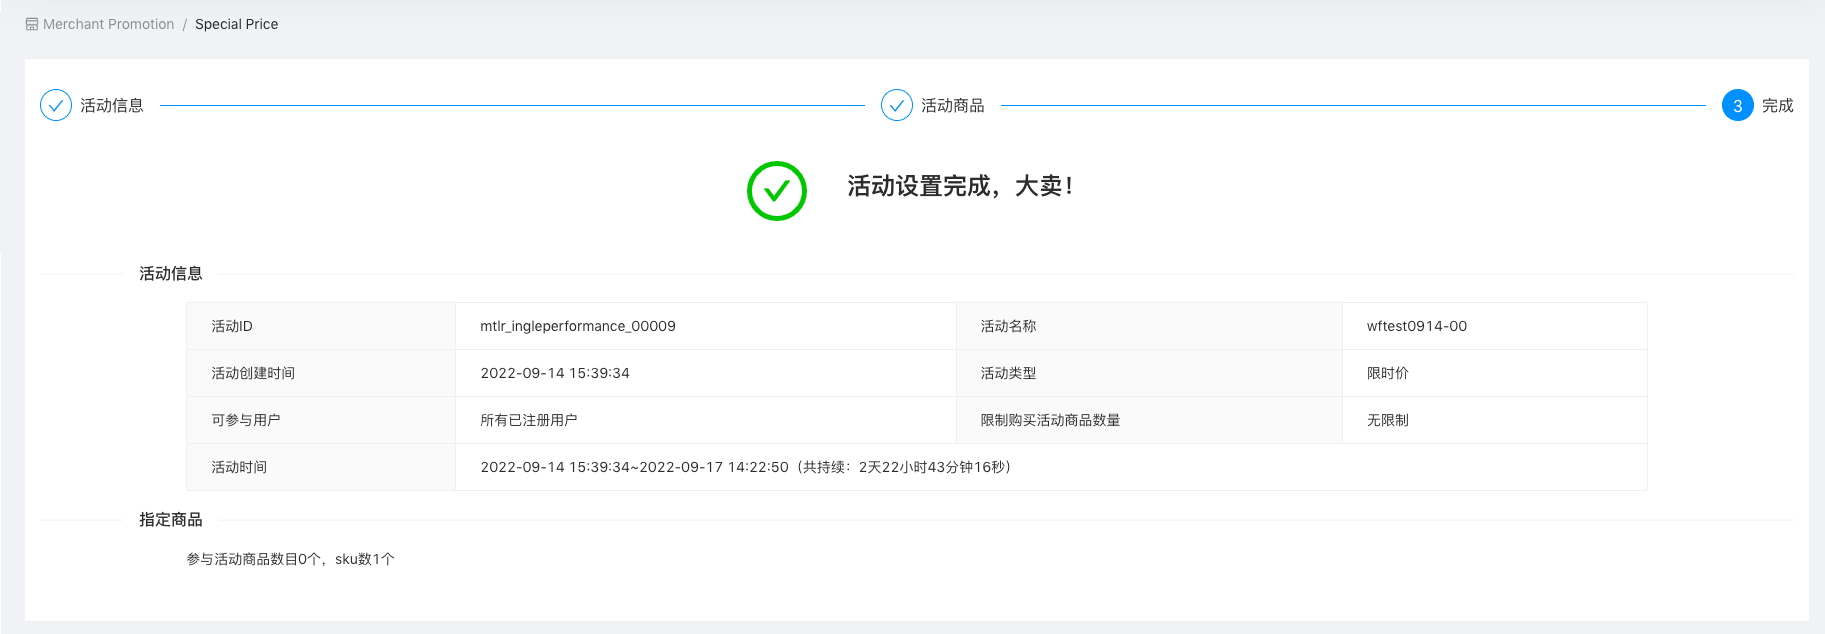 Merchant Promotion / Special Price
活动信息 活动商品 3 完成
活动设置完成，大卖！
活动信息
活动ID mtlr_ingleperformance_00009 活动名称 wftest0914-00
活动创建时间 2022-09-14 15:39:34 活动类型 限时价
可参与用户 所有已注册用户 限制购买活动商品数量 无限制
活动时间 2022-09-14 15:39:34~2022-09-17 14:22:50（共持续：2天22小时43分钟16秒）
指定商品
参与活动商品数目0个，sku数1个